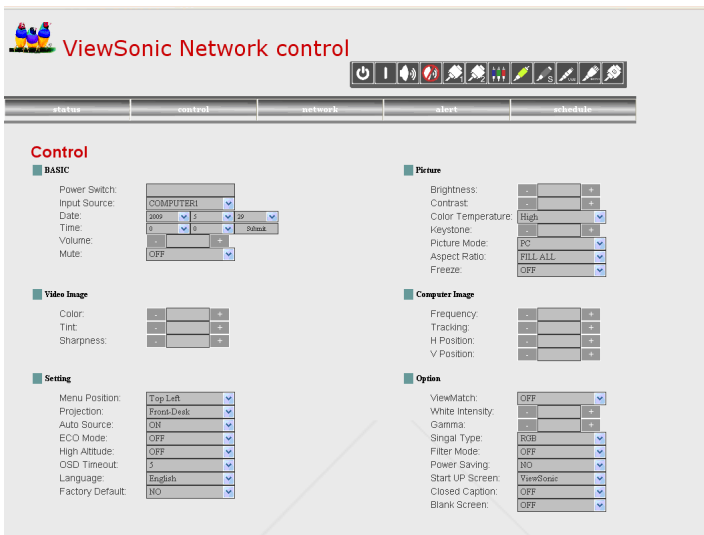 ViewSonic Network control
1 2 S
status control network alert schedule
Control
BASIC
Power Switch:
Input Source: COMPUTER1
Date: 2009 5 29
Time: 0 0 Submit
Volume: - +
Mute: OFF
Picture
Brightness: - +
Contrast: - +
Color Temperature: High
Keystone: - +
Picture Mode: PC
Aspect Ratio: FILL ALL
Freeze: OFF
Video Image
Color: - +
Tint: - +
Sharpness: - +
Computer Image
Frequency: - +
Tracking: - +
H Position: - +
V Position: - +
Setting
Menu Position: Top Left
Projection: Front-Desk
Auto Source: ON
ECO Mode: OFF
High Altitude: OFF
OSD Timeout: 5
Language: English
Factory Default: NO
Option
ViewMatch: OFF
White Intensity: - +
Gamma: - +
Singal Type: RGB
Filter Mode: OFF
Power Saving: NO
Start UP Screen: ViewSonic
Closed Caption: OFF
Blank Screen: OFF